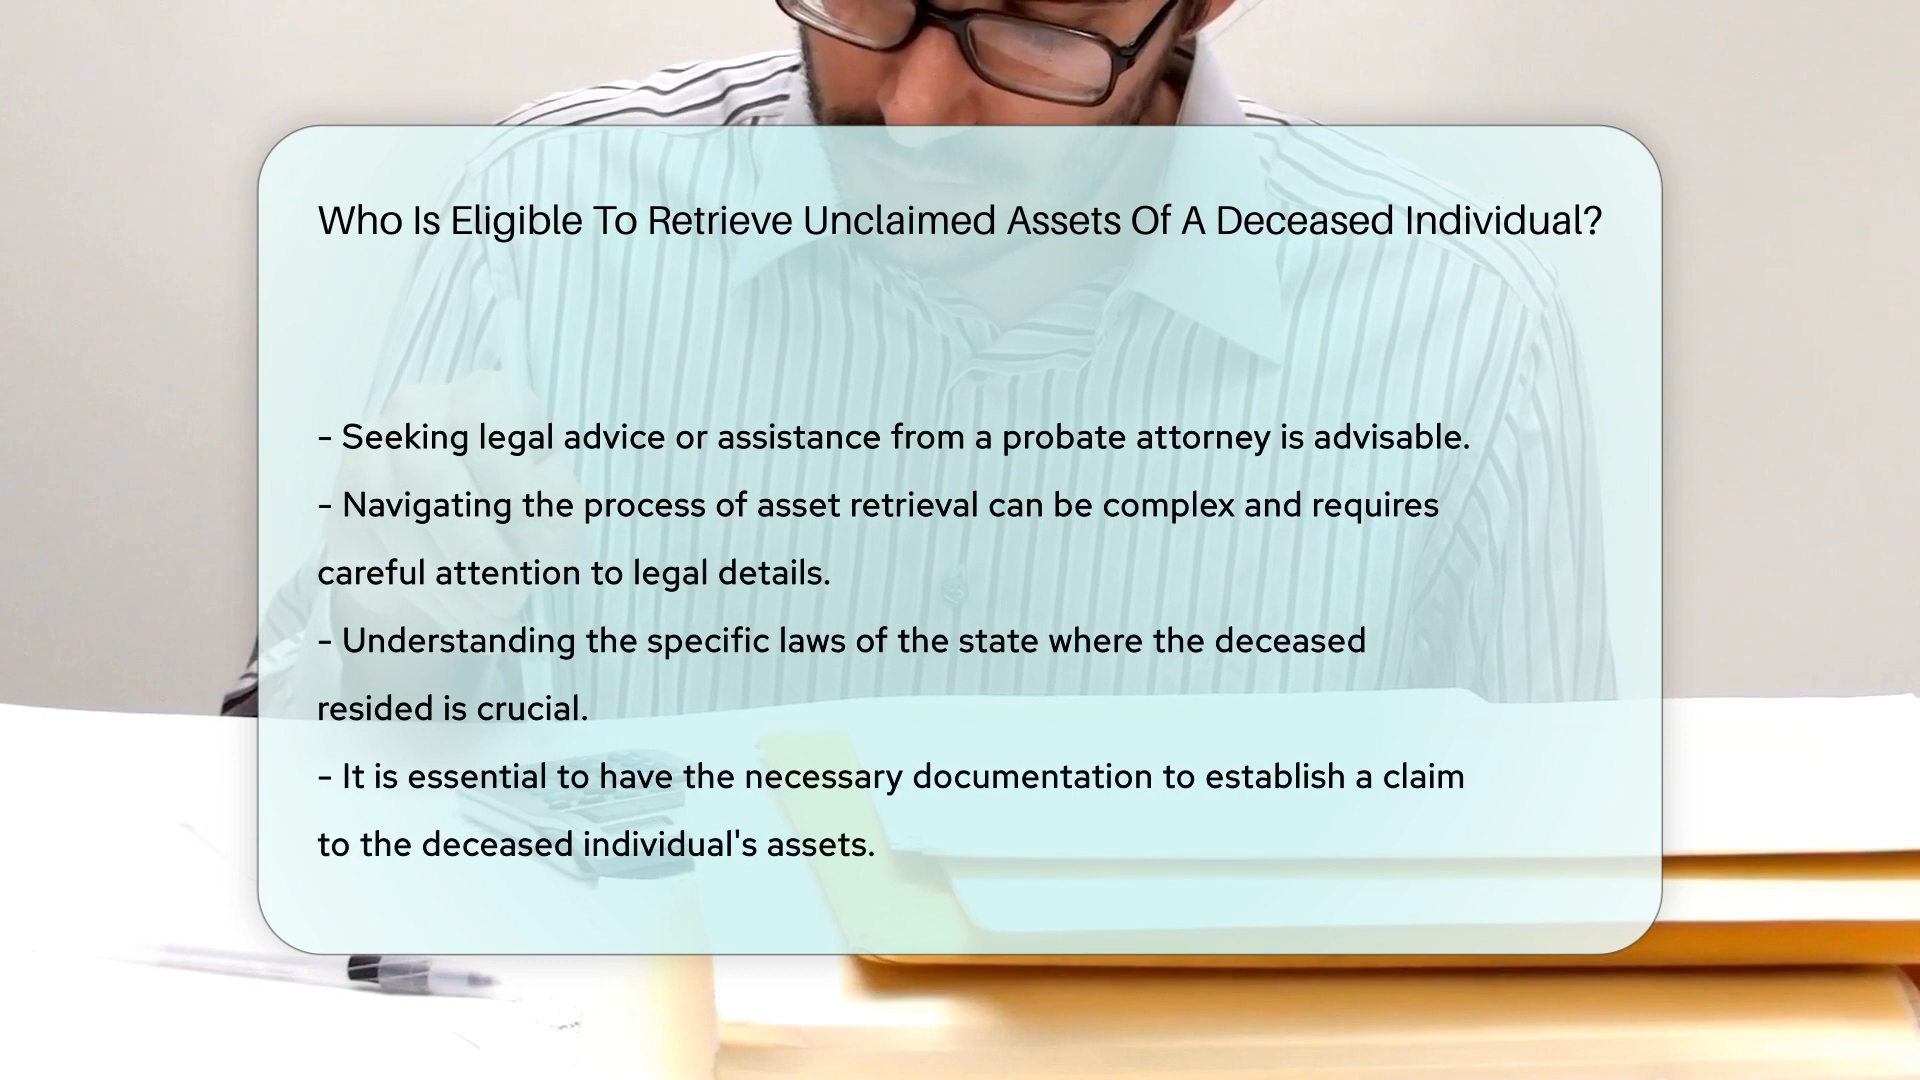 Who Is Eligible To Retrieve Unclaimed Assets Of A Deceased Individual?
- Seeking legal advice or assistance from a probate attorney is advisable.
- Navigating the process of asset retrieval can be complex and requires
careful attention to legal details.
- Understanding the specific laws of the state where the deceased
resided is crucial.
- It is essential to have the necessary documentation to establish a claim
to the deceased individual's assets.